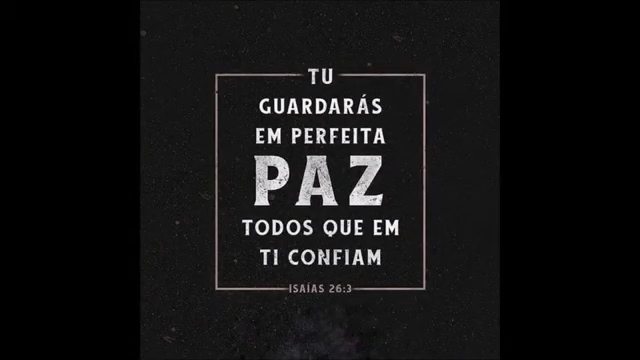 TU
GUARDARÁS
EM PERFEITA
PAZ
TODOS QUE EM
TI CONFIAM
ISAÍAS 26:3